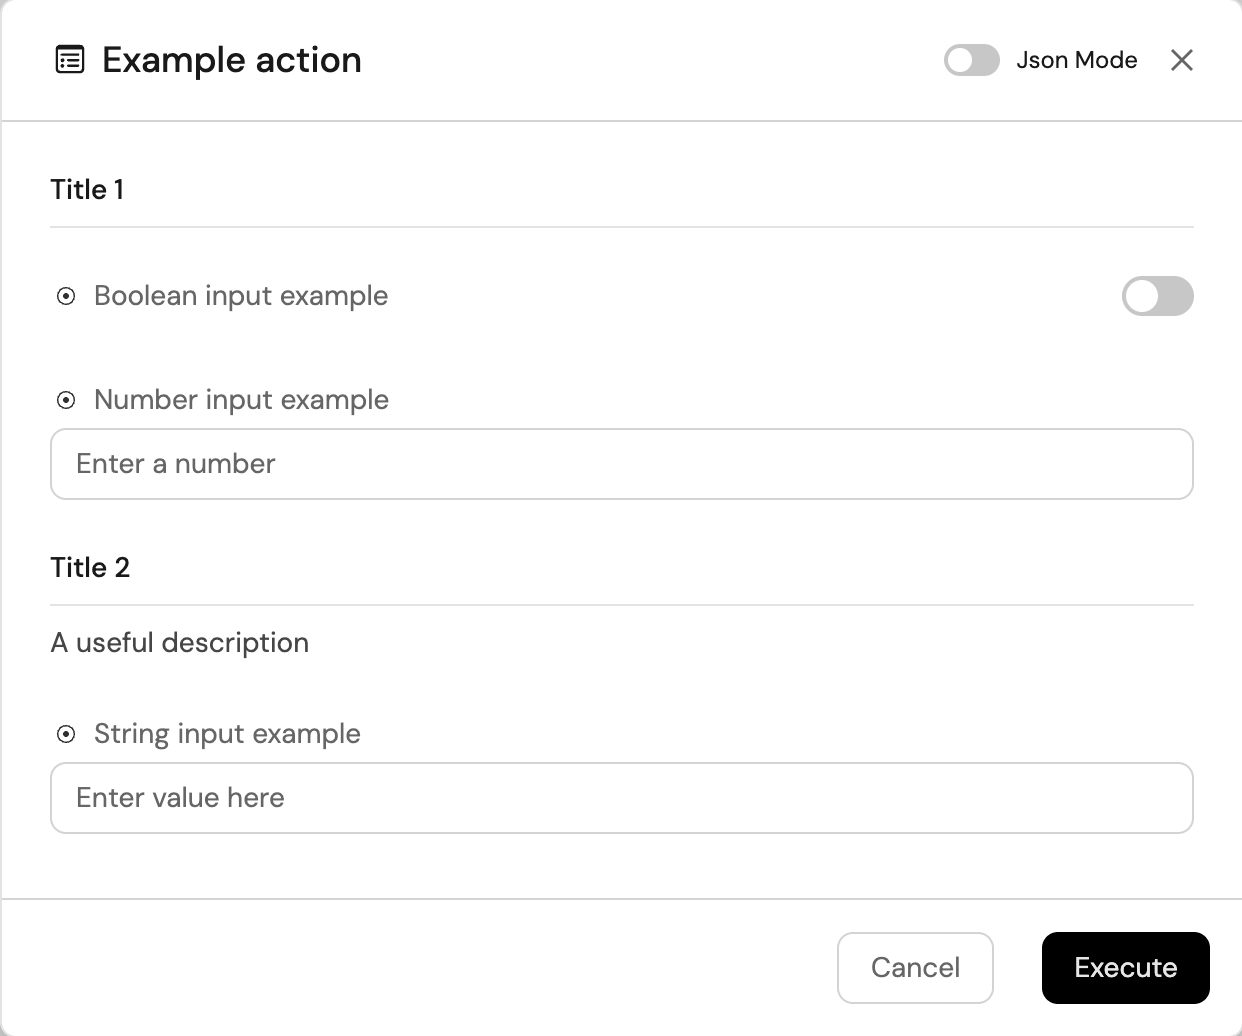 Example action
Json Mode
Title 1
Boolean input example
Number input example
Enter a number
Title 2
A useful description
String input example
Enter value here
Cancel
Execute